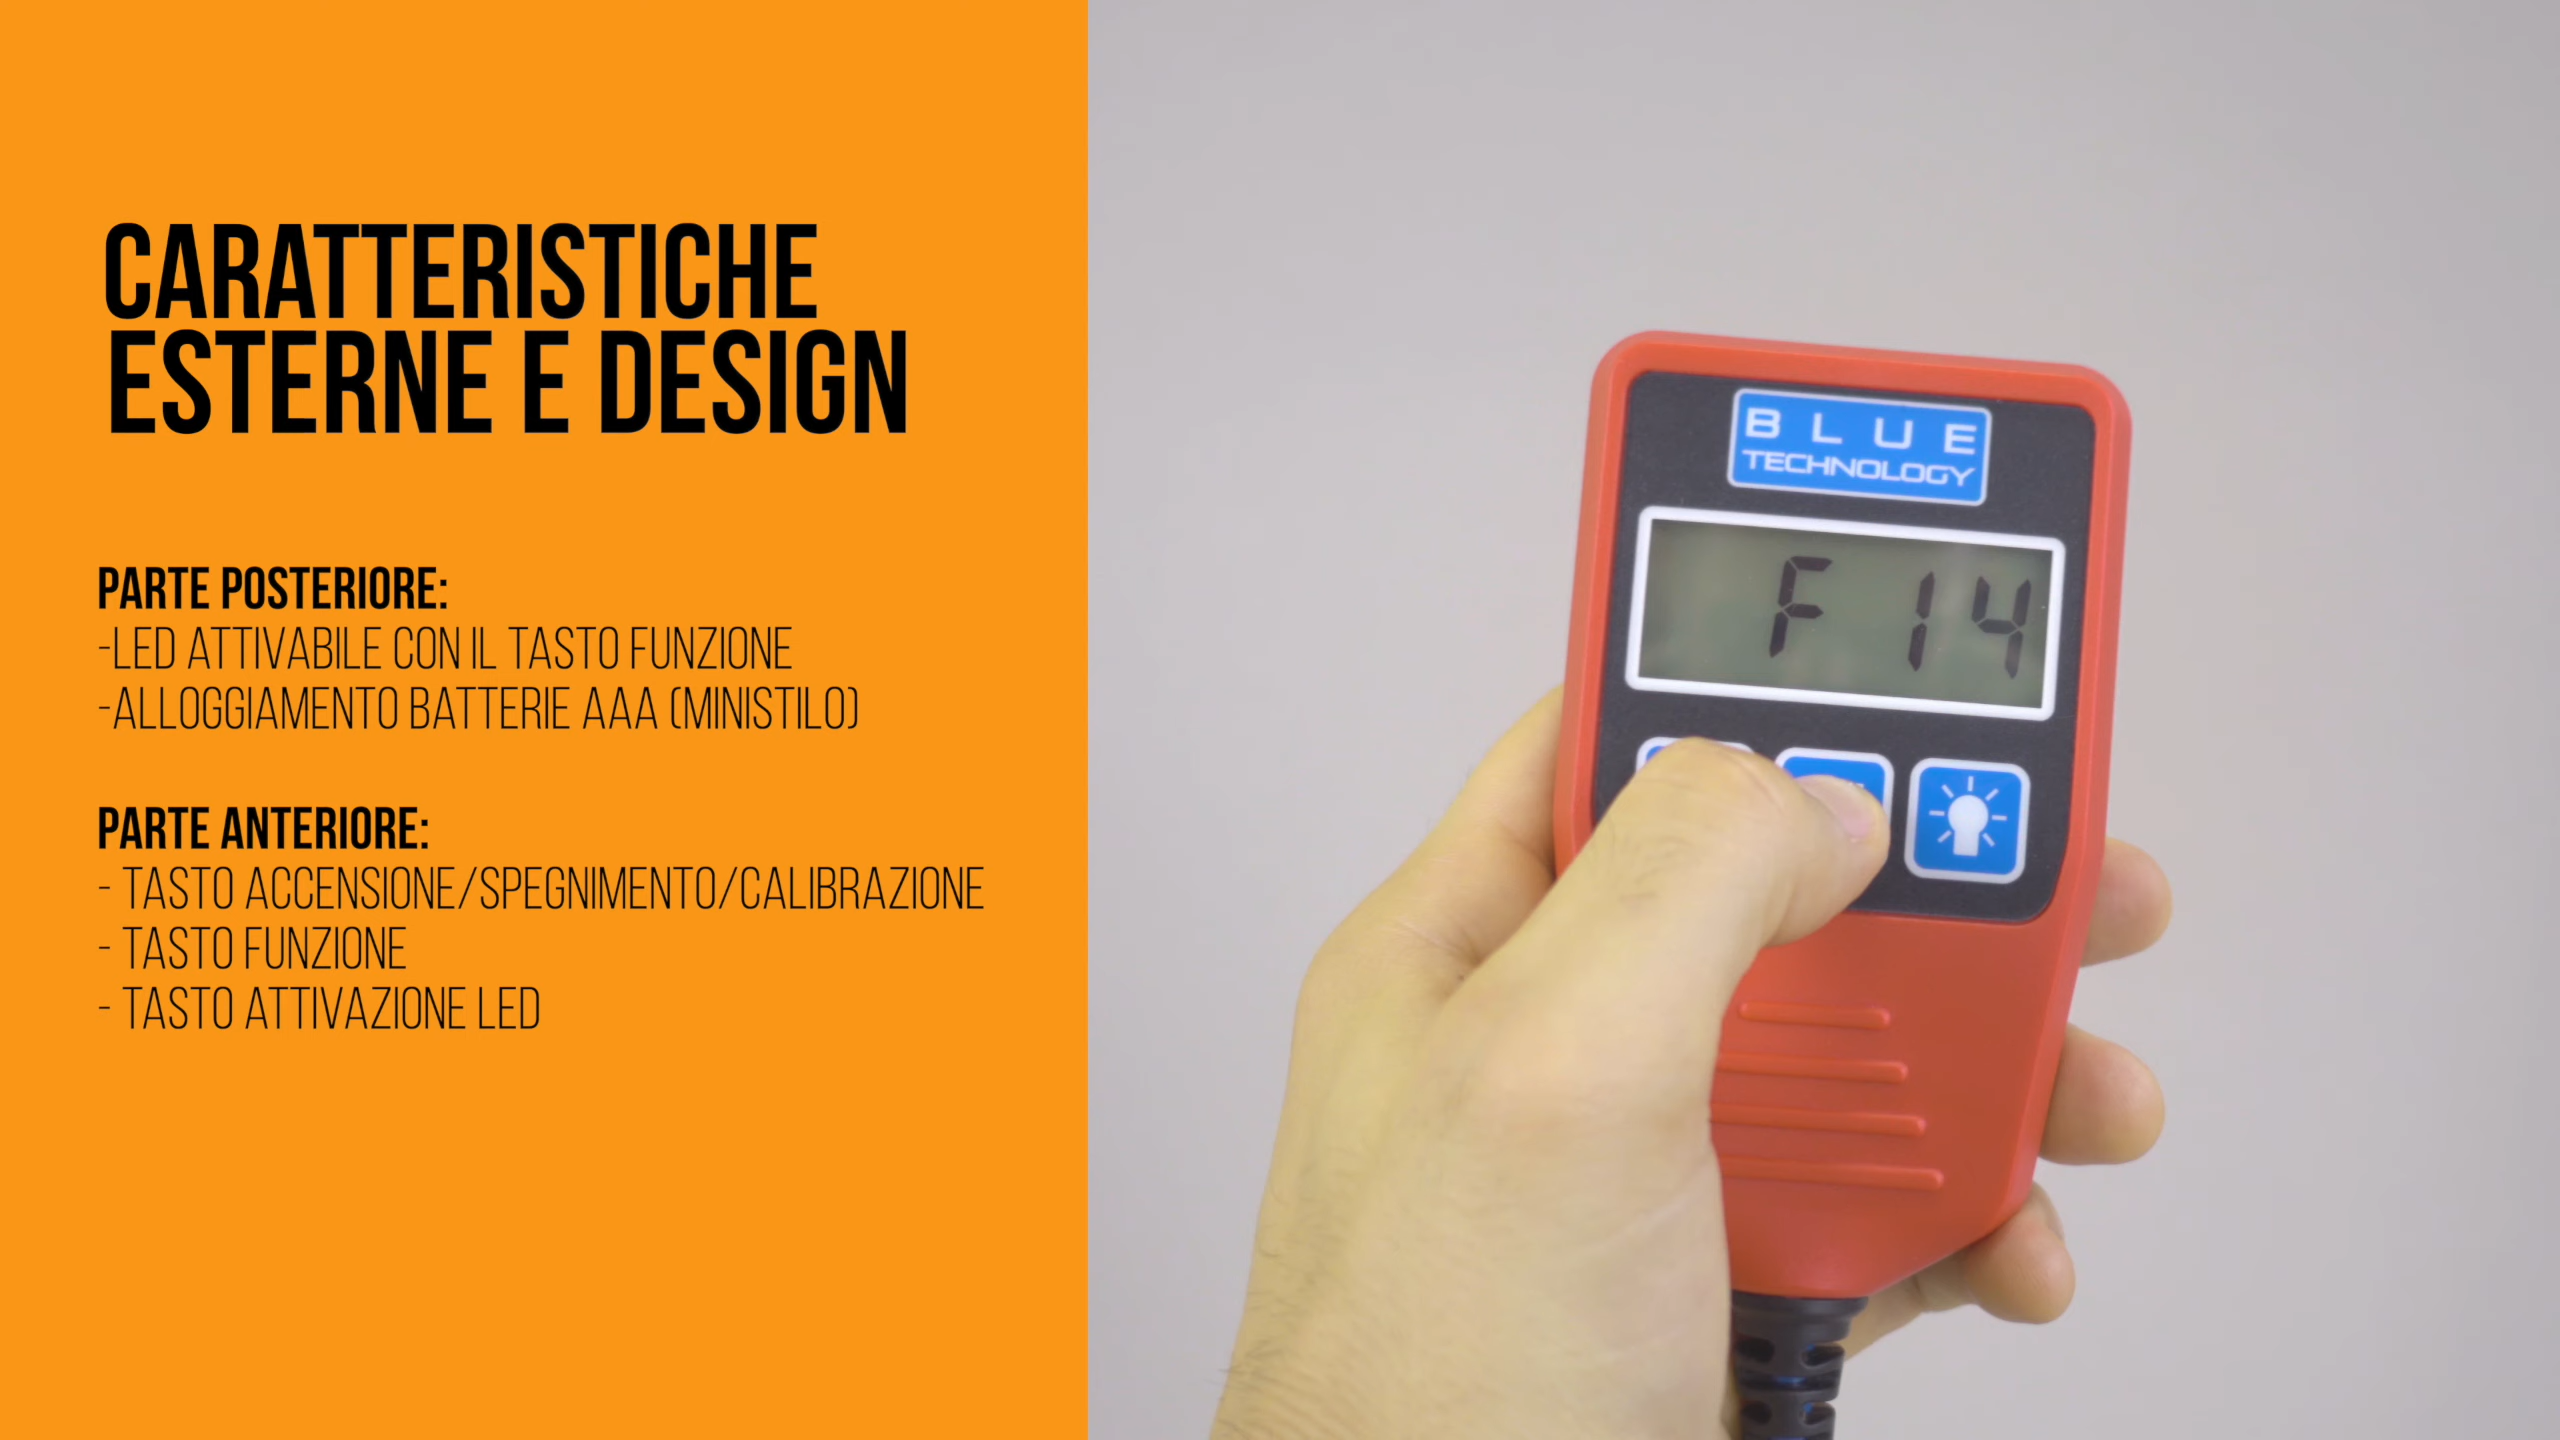 CARATTERISTICHE
ESTERNE E DESIGN
PARTE POSTERIORE:
-LED ATTIVABILE CON IL TASTO FUNZIONE
-ALLOGGIAMENTO BATTERIE AAA (MINISTILO)
PARTE ANTERIORE:
- TASTO ACCENSIONE/SPEGNIMENTO/CALIBRAZIONE
- TASTO FUNZIONE
- TASTO ATTIVAZIONE LED
BLUE
TECHNOLOGY
F 14